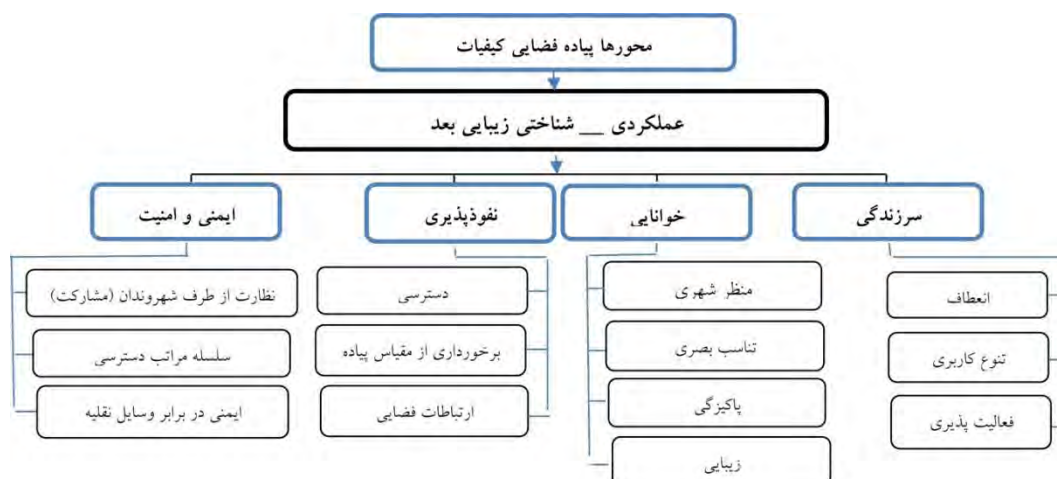 محورها پیاده فضایی کیفیات
عملکردی __ شناختی زیبایی بعد
سرزندگی
خوانایی
نفوذپذیری
ایمنی و امنیت
انعطاف
تنوع کاربری
فعالیت پذیری
منظر شهری
تناسب بصری
پاکیزگی
زیبایی
دسترسی
برخورداری از مقیاس پیاده
ارتباطات فضایی
نظارت از طرف شهروندان (مشارکت)
سلسله مراتب دسترسی
ایمنی در برابر وسایل نقلیه